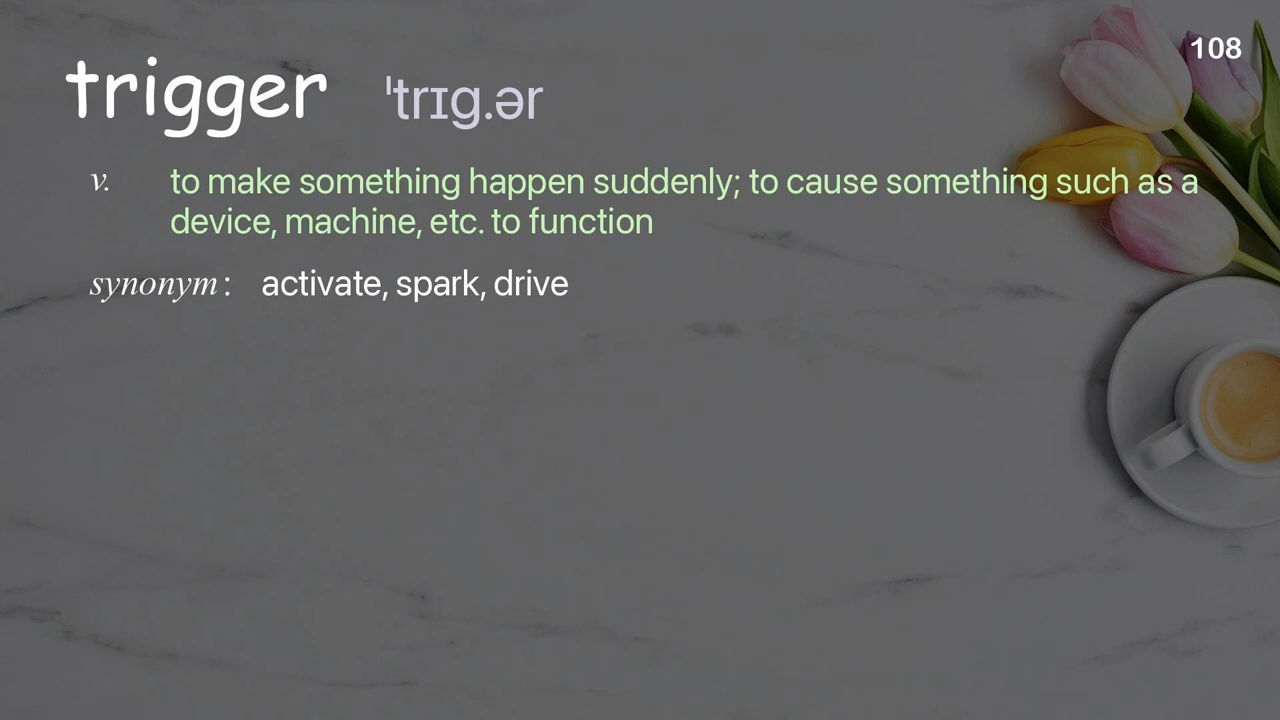 108
trigger ˈtrɪg.ər
v. to make something happen suddenly; to cause something such as a
device, machine, etc. to function
synonym: activate, spark, drive